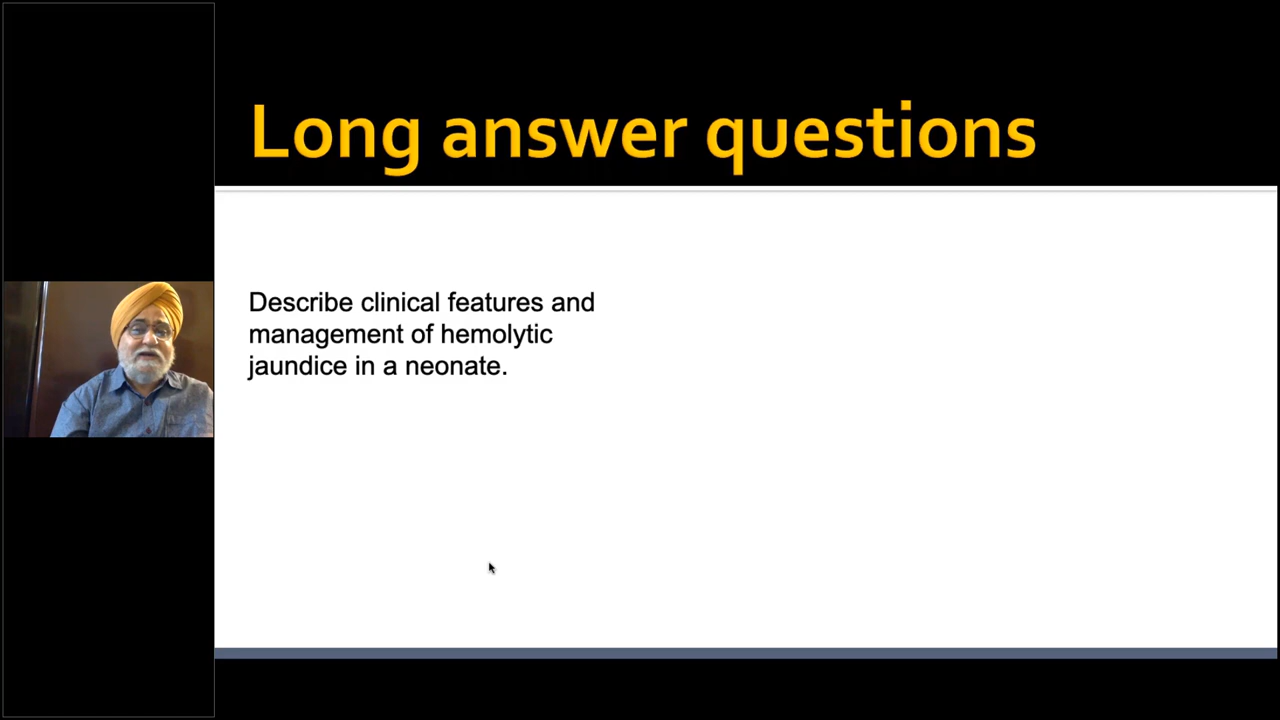 Long answer questions
Describe clinical features and
management of hemolytic
jaundice in a neonate.